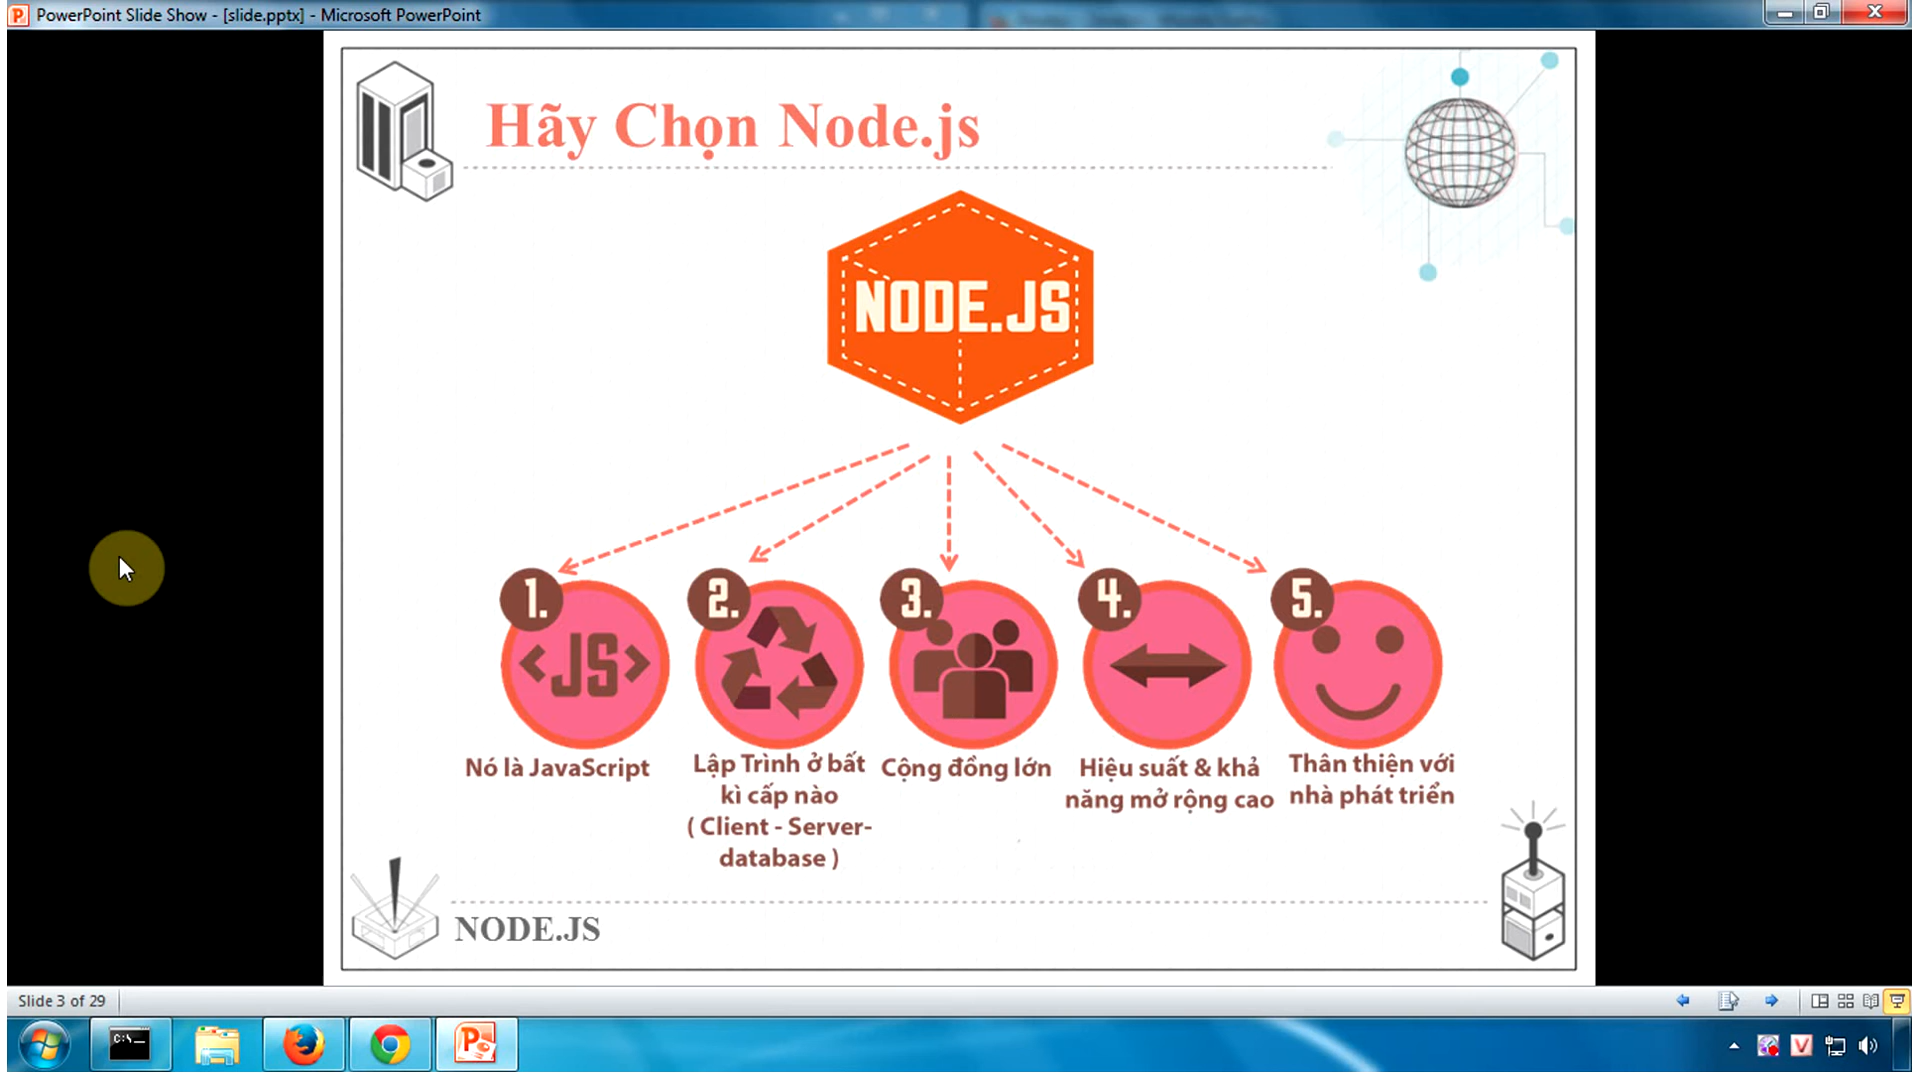 PowerPoint Slide Show - [slide.pptx] - Microsoft PowerPoint
Hãy Chọn Node.js
NODE.JS
1.
<JS>
2.
3.
4.
5.
Nó là JavaScript
Lập Trình ở bất
kì cấp nào
( Client - Server-
database )
Cộng đồng lớn
Hiệu suất & khả
năng mở rộng cao
Thân thiện với
nhà phát triển
NODE.JS
Slide 3 of 29
C:\